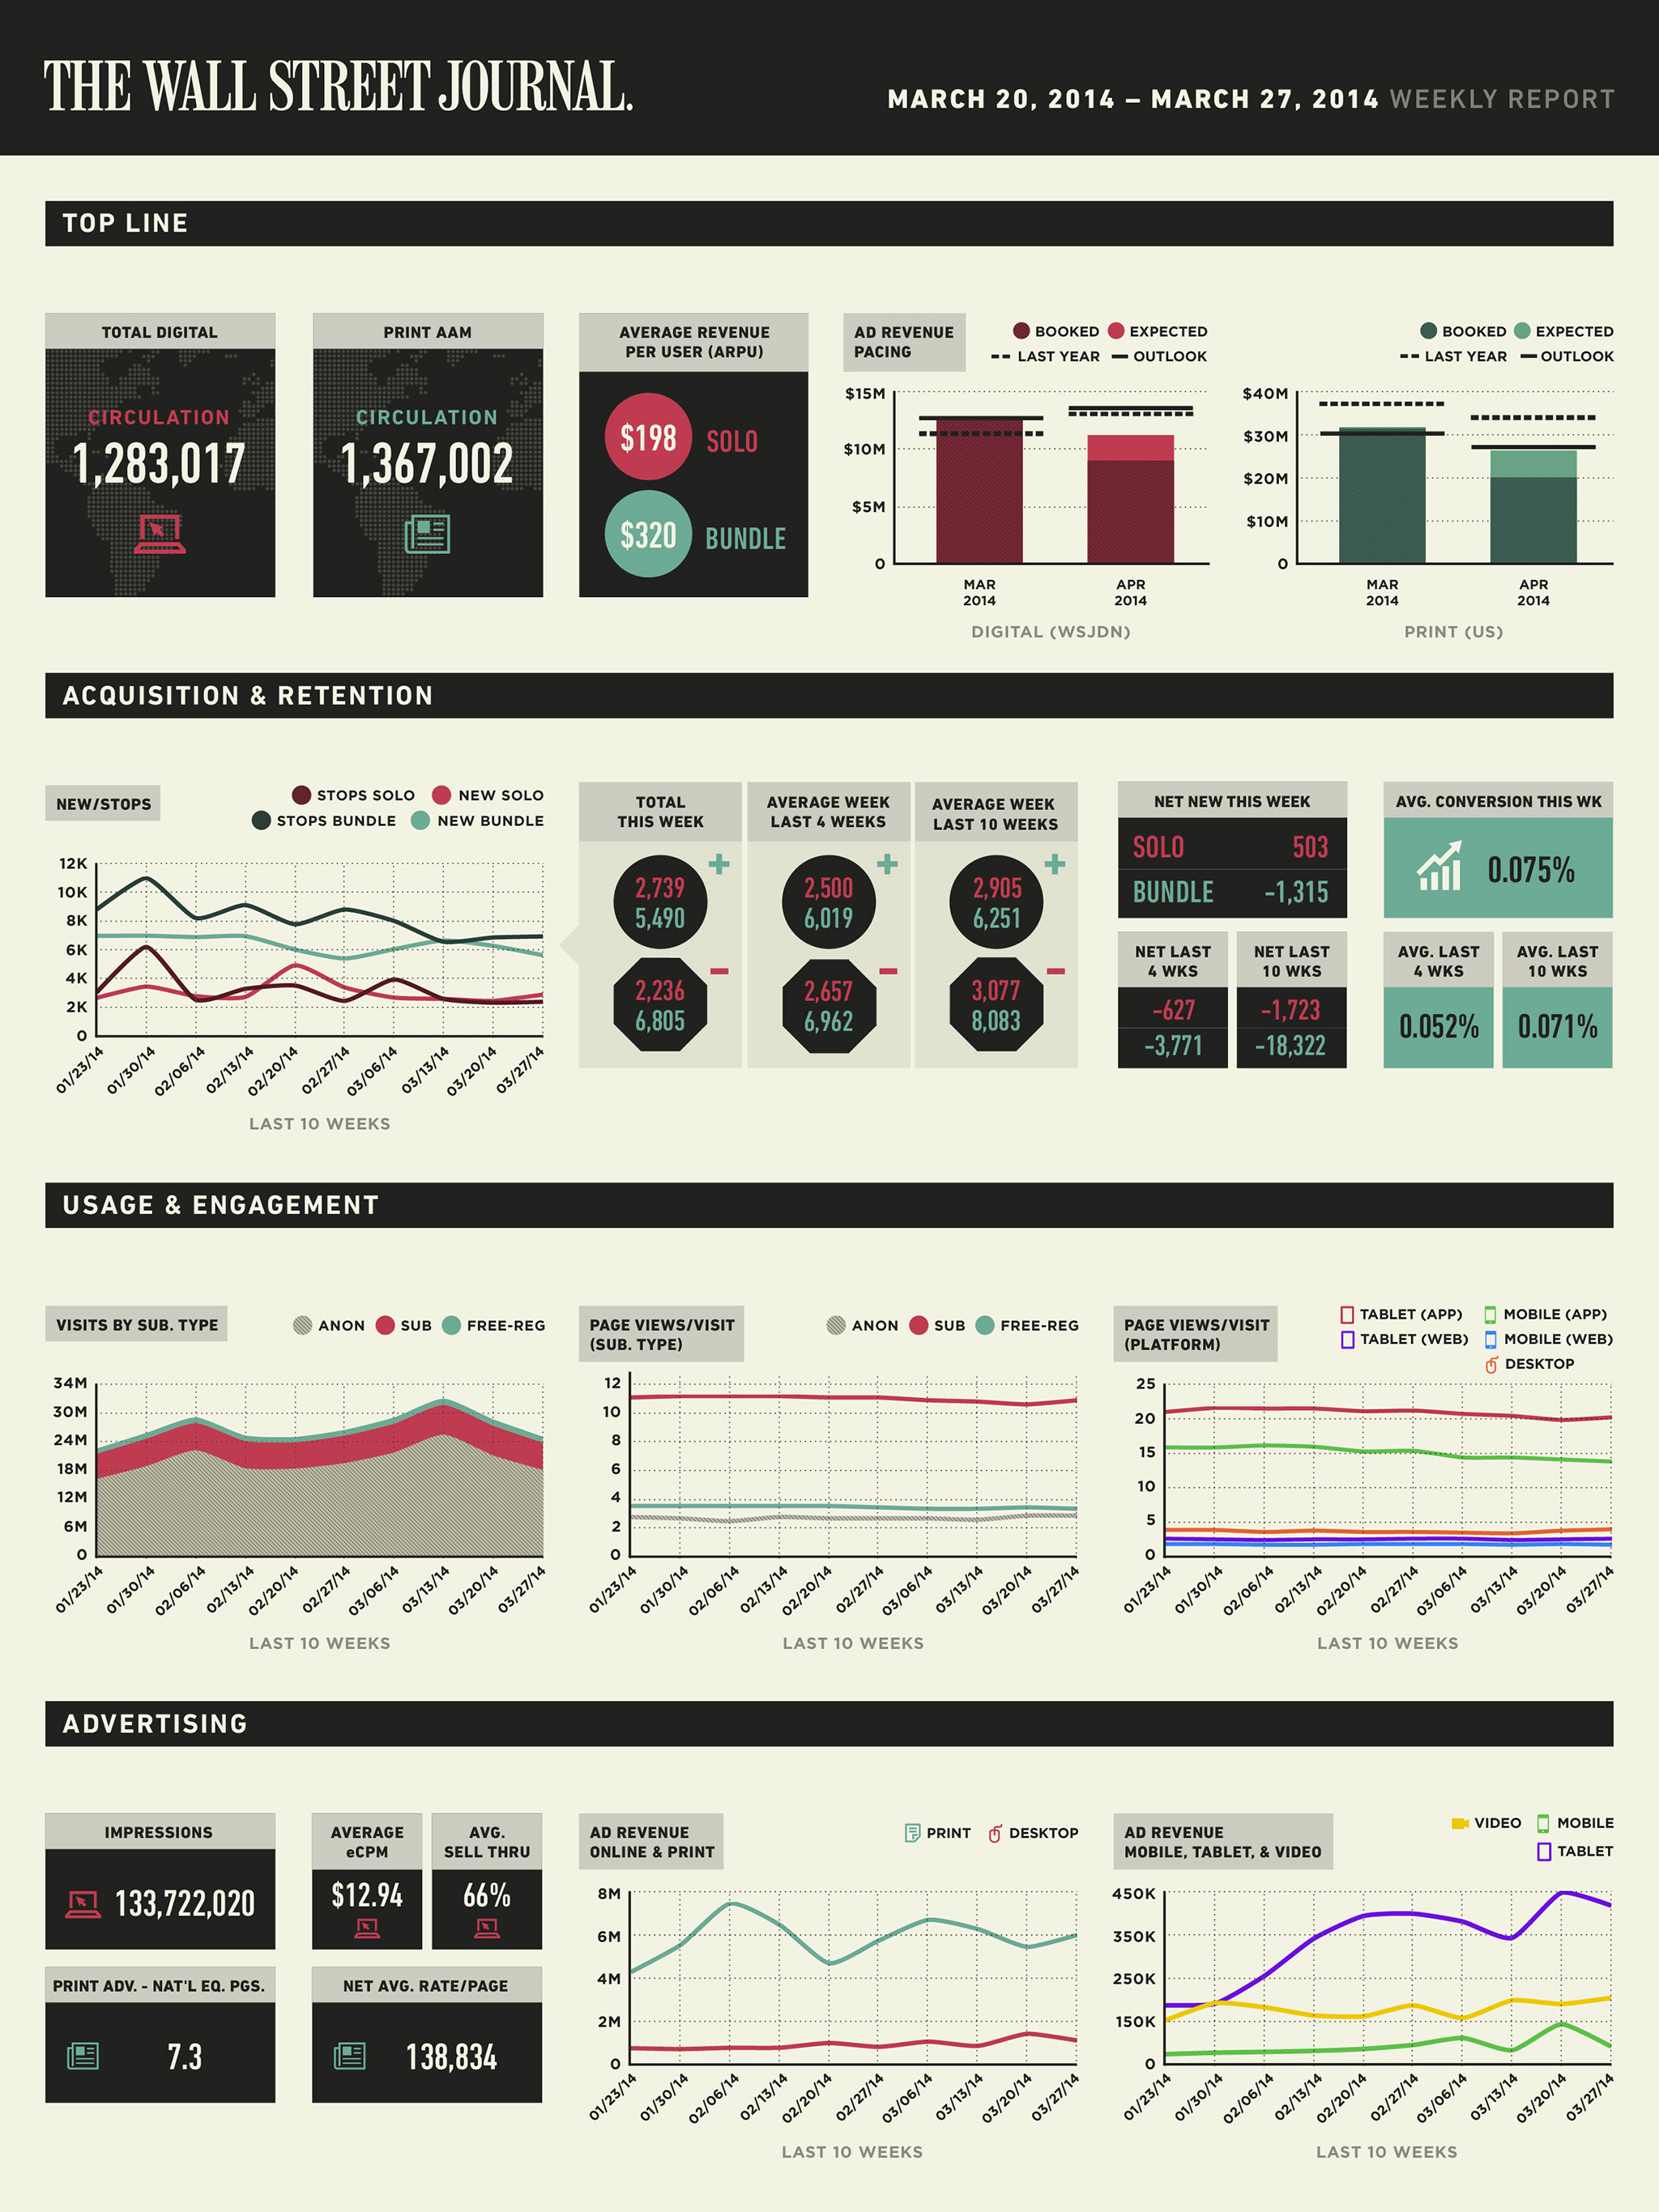 THE WALL STREET JOURNAL.
MARCH 20, 2014 – MARCH 27, 2014 WEEKLY REPORT
TOP LINE
TOTAL DIGITAL
CIRCULATION
1,283,017
PRINT AAM
CIRCULATION
1,367,002
AVERAGE REVENUE
PER USER (ARPU)
$198 SOLO
$320 BUNDLE
AD REVENUE
PACING
BOOKED EXPECTED
LAST YEAR OUTLOOK
$15M
$10M
$5M
0
MAR
2014
APR
2014
DIGITAL (WSJDN)
BOOKED EXPECTED
LAST YEAR OUTLOOK
$40M
$30M
$20M
$10M
0
MAR
2014
APR
2014
PRINT (US)
ACQUISITION & RETENTION
NEW/STOPS
STOPS SOLO NEW SOLO
STOPS BUNDLE NEW BUNDLE
12K
10K
8K
6K
4K
2K
0
01/23/14 01/30/14 02/06/14 02/13/14 02/20/14 02/27/14 03/06/14 03/13/14 03/20/14 03/27/14
LAST 10 WEEKS
TOTAL
THIS WEEK
+
2,739
5,490
–
2,236
6,805
AVERAGE WEEK
LAST 4 WEEKS
+
2,500
6,019
–
2,657
6,962
AVERAGE WEEK
LAST 10 WEEKS
+
2,905
6,251
–
3,077
8,083
NET NEW THIS WEEK
SOLO 503
BUNDLE –1,315
NET LAST
4 WKS
–627
–3,771
NET LAST
10 WKS
–1,723
–18,322
AVG. CONVERSION THIS WK
0.075%
AVG. LAST
4 WKS
0.052%
AVG. LAST
10 WKS
0.071%
USAGE & ENGAGEMENT
VISITS BY SUB. TYPE
ANON SUB FREE-REG
34M
30M
24M
18M
12M
6M
0
01/23/14 01/30/14 02/06/14 02/13/14 02/20/14 02/27/14 03/06/14 03/13/14 03/20/14 03/27/14
LAST 10 WEEKS
PAGE VIEWS/VISIT
(SUB. TYPE)
ANON SUB FREE-REG
12
10
8
6
4
2
0
01/23/14 01/30/14 02/06/14 02/13/14 02/20/14 02/27/14 03/06/14 03/13/14 03/20/14 03/27/14
LAST 10 WEEKS
PAGE VIEWS/VISIT
(PLATFORM)
TABLET (APP) MOBILE (APP)
TABLET (WEB) MOBILE (WEB)
DESKTOP
25
20
15
10
5
0
01/23/14 01/30/14 02/06/14 02/13/14 02/20/14 02/27/14 03/06/14 03/13/14 03/20/14 03/27/14
LAST 10 WEEKS
ADVERTISING
IMPRESSIONS
133,722,020
AVERAGE
eCPM
$12.94
AVG.
SELL THRU
66%
PRINT ADV. - NAT'L EQ. PGS.
7.3
NET AVG. RATE/PAGE
138,834
AD REVENUE
ONLINE & PRINT
PRINT DESKTOP
8M
6M
4M
2M
0
01/23/14 01/30/14 02/06/14 02/13/14 02/20/14 02/27/14 03/06/14 03/13/14 03/20/14 03/27/14
LAST 10 WEEKS
AD REVENUE
MOBILE, TABLET, & VIDEO
VIDEO MOBILE
TABLET
450K
350K
250K
150K
0
01/23/14 01/30/14 02/06/14 02/13/14 02/20/14 02/27/14 03/06/14 03/13/14 03/20/14 03/27/14
LAST 10 WEEKS